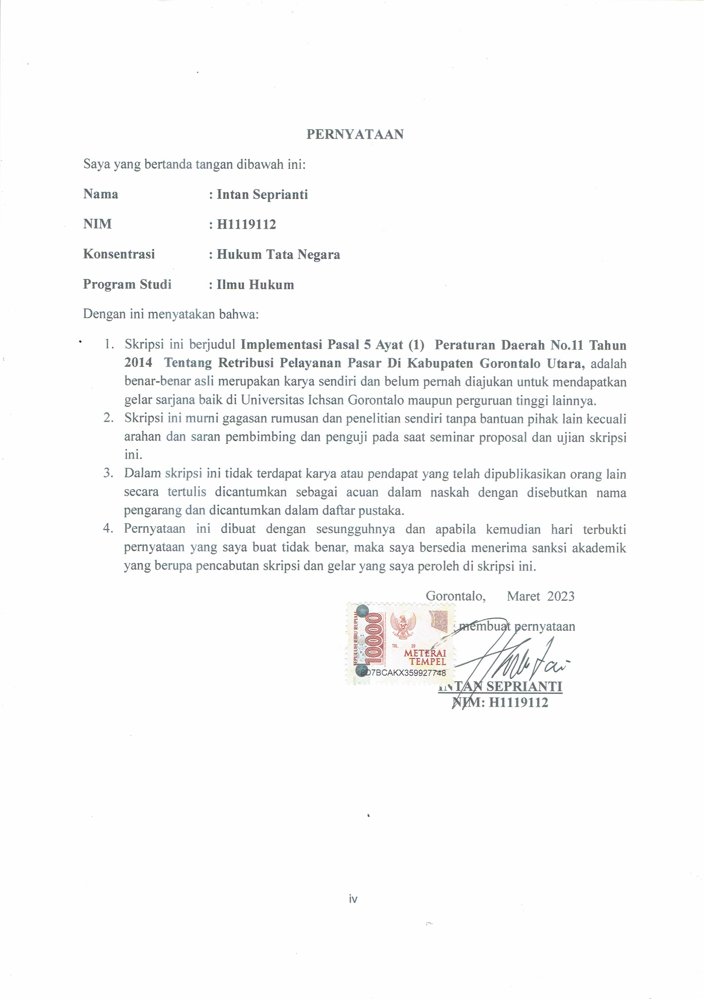 PERNYATAAN
Saya yang bertanda tangan dibawah ini:
Nama : IntanSeprianti
NIM : H1119112
Konsentrasi : Hukum Tata Negara
Program Studi : Ilmu Hukum
Dengan ini menyatakan bahwa:
1. Skripsi ini berjudul Implementasi Pasal 5 Ayat (1) Peraturan Daerah No.11 Tahun
2014 Tentang Retribusi Pelayanan Pasar Di Kabupaten Gorontalo Utara, adalah
benar-benar asli merupakan karya sendiri dan belum pernah diajukan untuk mendapatkan
gelar sarjana baik di Universitas Ichsan Gorontalo maupun perguruan tinggi lainnya.
2. Skripsi ini murni gagasan rumusan dan penelitian sendiri tanpa bantuan pihak lain kecuali
arahan dan saran pembimbing dan penguji pada saat seminar proposal dan ujian skripsi
ini.
3. Dalam skripsi ini tidak terdapat karya atau pendapat yang telah dipublikasikan orang lain
secara tertulis dicantumkan sebagai acuan dalam naskah dengan disebutkan nama
pengarang dan dicantumkan dalam daftar pustaka.
4. Pernyataan ini dibuat dengan sesungguhnya dan apabila kemudian hari terbukti
pernyataan yang saya buat tidak benar, maka saya bersedia menerima sanksi akademik
yang berupa pencabutan skripsi dan gelar yang saya peroleh di skripsi ini.
Gorontalo, Maret 2023
membuat pernyataan
SEPULUH RIBU RUPIAH
10000
TGL. 20
METERAI
TEMPEL
8D7BCAKX359927748
INTAN SEPRIANTI
NIM: H1119112
iv